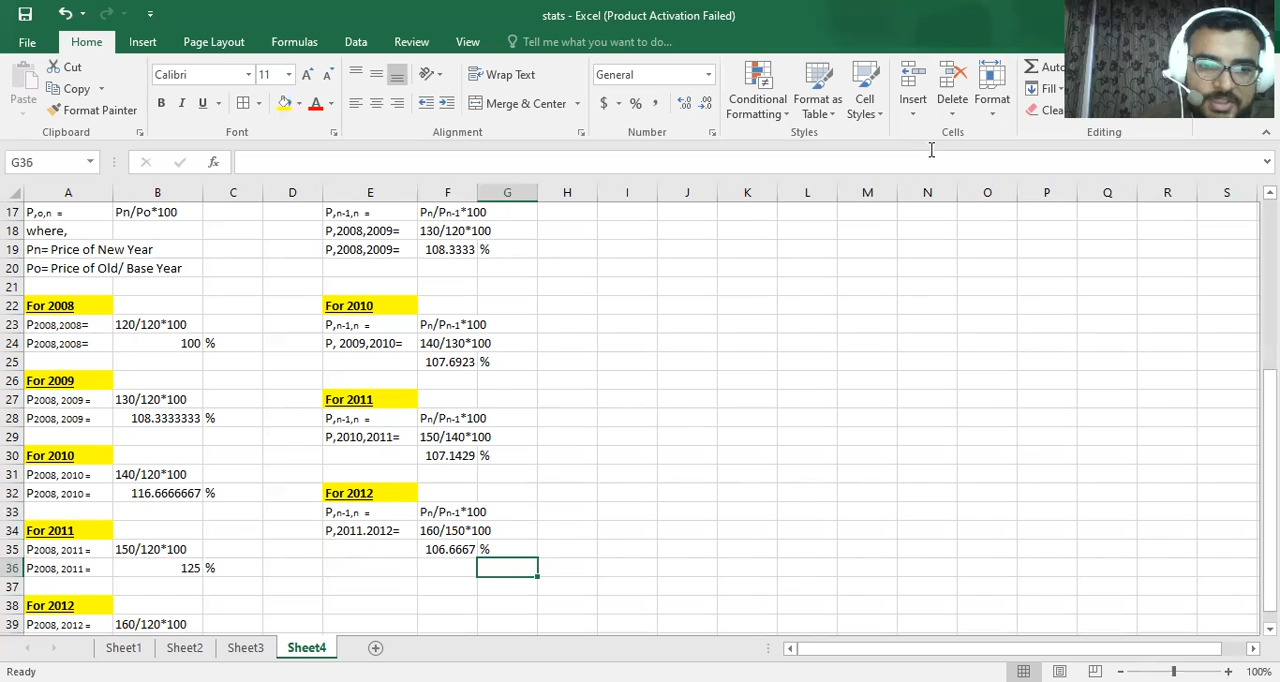 stats - Excel (Product Activation Failed)
File Home Insert Page Layout Formulas Data Review View Tell me what you want to do...
Paste
Cut
Copy
Format Painter
Clipboard
Calibri 11
B I U
Font
Wrap Text
Merge & Center
Alignment
General
$ % ,
Number
Conditional Formatting
Format as Table
Cell Styles
Styles
Insert
Delete
Format
Cells
Auto
Fill
Clea
Editing
G36
fx
A B C D E F G H I J K L M N O P Q R S
17 P,o,n = Pn/Po*100 P,n-1,n = Pn/Pn-1*100
18 where, P,2008,2009= 130/120*100
19 Pn= Price of New Year P,2008,2009= 108.3333 %
20 Po= Price of Old/ Base Year
21
22 For 2008 For 2010
23 P2008,2008= 120/120*100 P,n-1,n = Pn/Pn-1*100
24 P2008,2008= 100 % P, 2009,2010= 140/130*100
25 107.6923 %
26 For 2009
27 P2008, 2009 = 130/120*100 For 2011
28 P2008, 2009 = 108.3333333 % P,n-1,n = Pn/Pn-1*100
29 P,2010,2011= 150/140*100
30 For 2010 107.1429 %
31 P2008, 2010 = 140/120*100
32 P2008, 2010 = 116.6666667 % For 2012
33 P,n-1,n = Pn/Pn-1*100
34 For 2011 P,2011.2012= 160/150*100
35 P2008, 2011 = 150/120*100 106.6667 %
36 P2008, 2011 = 125 %
37
38 For 2012
39 P2008, 2012 = 160/120*100
Sheet1 Sheet2 Sheet3 Sheet4
Ready 100%